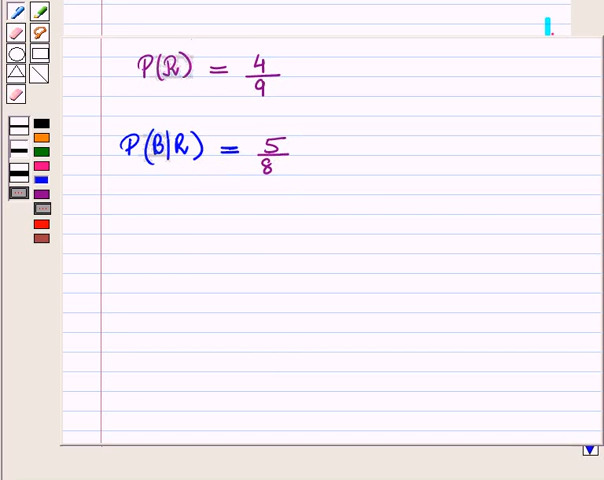 P(R) = 4/9
P(B|R) = 5/8